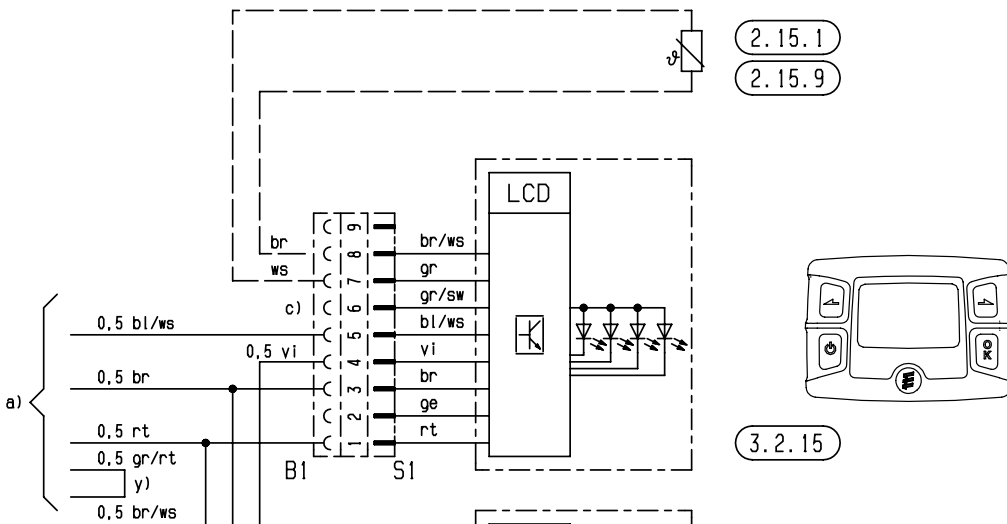 2.15.1
ϑ
2.15.9
LCD
9
br 8 br/ws
ws 7 gr
c) 6 gr/sw
0,5 bl/ws 5 bl/ws
0,5 vi 4 vi
0,5 br 3 br
a)
2 ge
0,5 rt 1 rt
0,5 gr/rt
B1 S1
y)
0,5 br/ws
OK
3.2.15